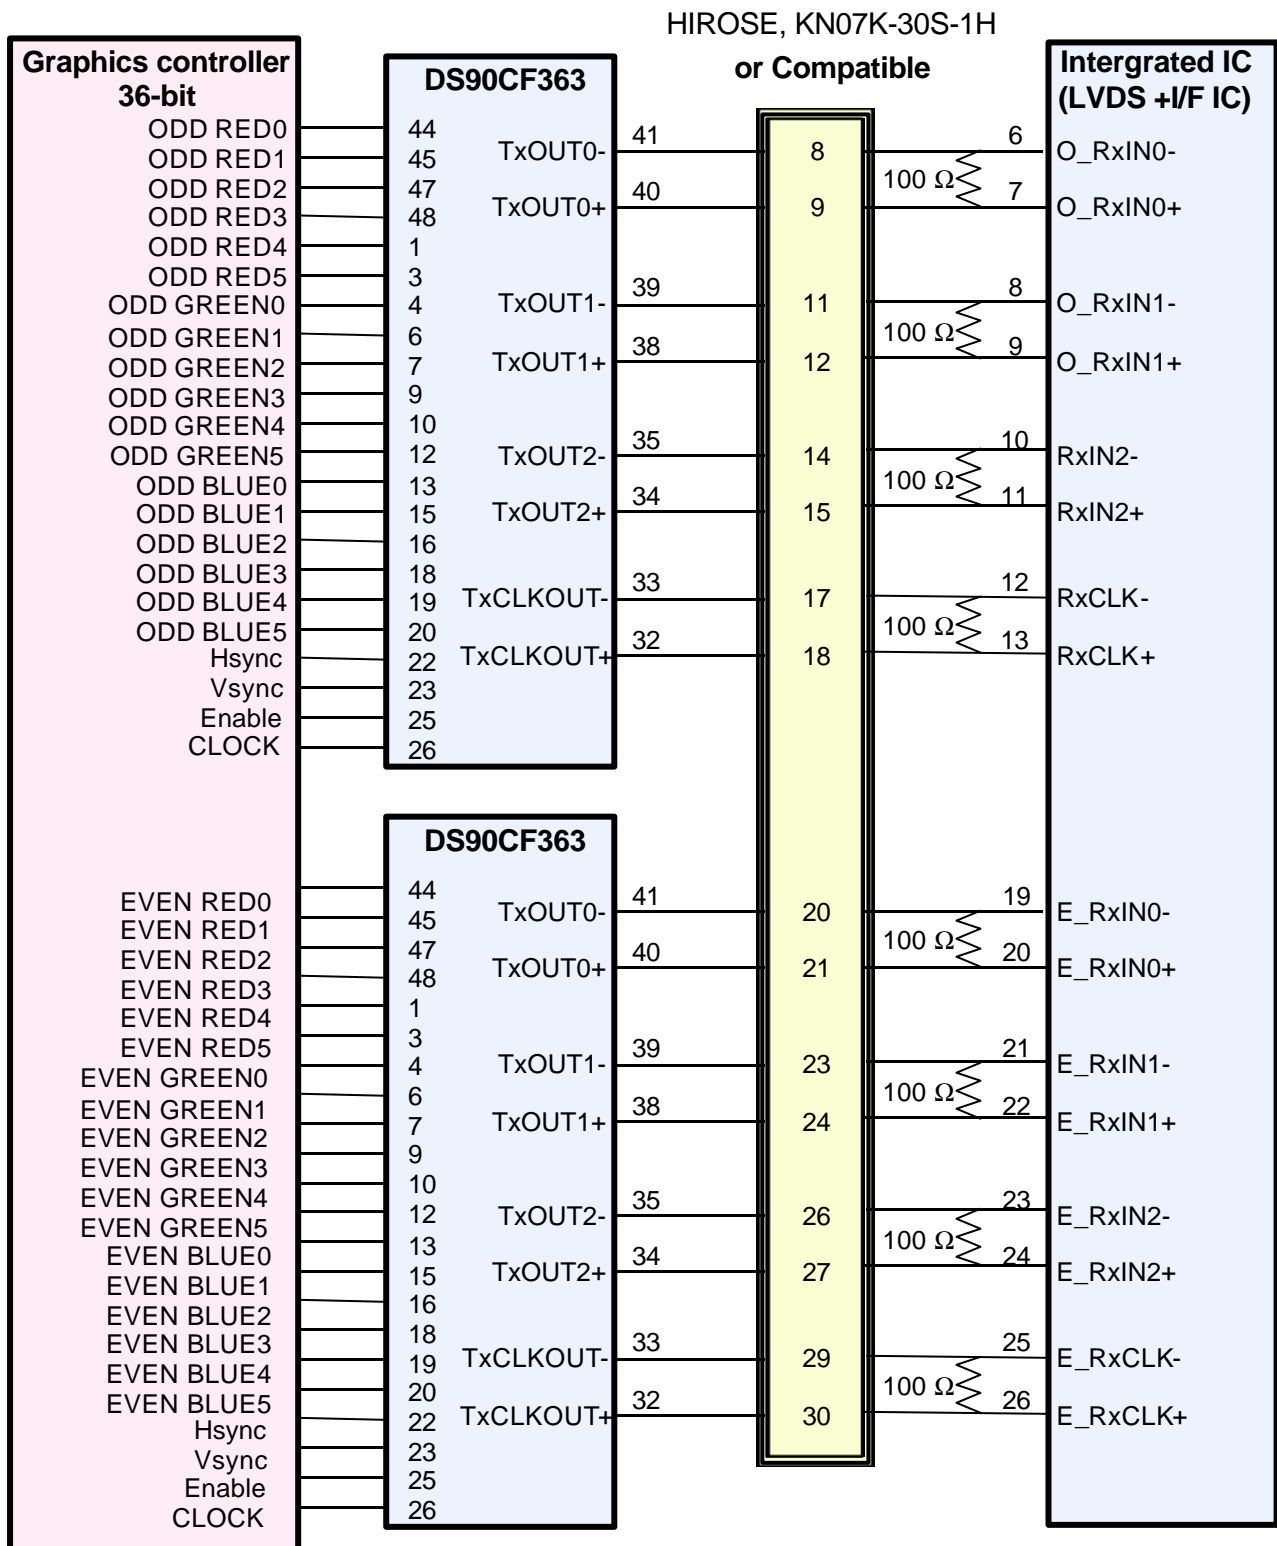 HIROSE, KN07K-30S-1H
or Compatible
Graphics controller
36-bit
ODD RED0
ODD RED1
ODD RED2
ODD RED3
ODD RED4
ODD RED5
ODD GREEN0
ODD GREEN1
ODD GREEN2
ODD GREEN3
ODD GREEN4
ODD GREEN5
ODD BLUE0
ODD BLUE1
ODD BLUE2
ODD BLUE3
ODD BLUE4
ODD BLUE5
Hsync
Vsync
Enable
CLOCK
EVEN RED0
EVEN RED1
EVEN RED2
EVEN RED3
EVEN RED4
EVEN RED5
EVEN GREEN0
EVEN GREEN1
EVEN GREEN2
EVEN GREEN3
EVEN GREEN4
EVEN GREEN5
EVEN BLUE0
EVEN BLUE1
EVEN BLUE2
EVEN BLUE3
EVEN BLUE4
EVEN BLUE5
Hsync
Vsync
Enable
CLOCK
DS90CF363
44
45
47
48
1
3
4
6
7
9
10
12
13
15
16
18
19
20
22
23
25
26
TxOUT0- 41
TxOUT0+ 40
TxOUT1- 39
TxOUT1+ 38
TxOUT2- 35
TxOUT2+ 34
TxCLKOUT- 33
TxCLKOUT+ 32
DS90CF363
44
45
47
48
1
3
4
6
7
9
10
12
13
15
16
18
19
20
22
23
25
26
TxOUT0- 41
TxOUT0+ 40
TxOUT1- 39
TxOUT1+ 38
TxOUT2- 35
TxOUT2+ 34
TxCLKOUT- 33
TxCLKOUT+ 32
8
9
11
12
14
15
17
18
20
21
23
24
26
27
29
30
Intergrated IC
(LVDS +I/F IC)
6 O_RxIN0-
100 Ω
7 O_RxIN0+
8 O_RxIN1-
100 Ω
9 O_RxIN1+
10 RxIN2-
100 Ω
11 RxIN2+
12 RxCLK-
100 Ω
13 RxCLK+
19 E_RxIN0-
100 Ω
20 E_RxIN0+
21 E_RxIN1-
100 Ω
22 E_RxIN1+
23 E_RxIN2-
100 Ω
24 E_RxIN2+
25 E_RxCLK-
100 Ω
26 E_RxCLK+